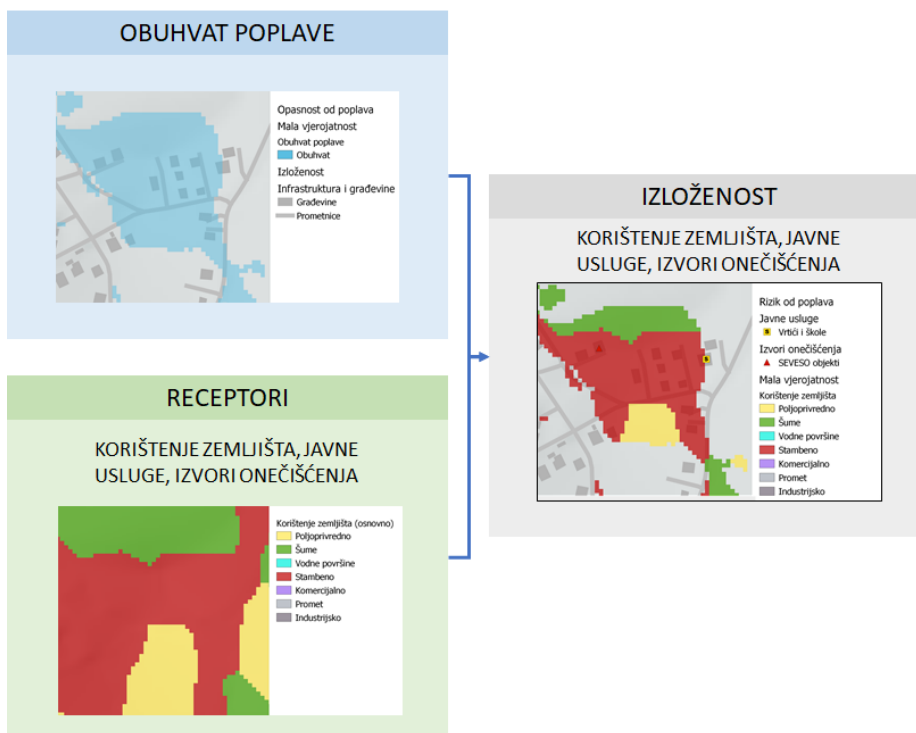 OBUHVAT POPLAVE
Opasnost od poplava
Mala vjerojatnost
Obuhvat poplave
Obuhvat
Izloženost
Infrastruktura i građevine
Građevine
Prometnice
RECEPTORI
KORIŠTENJE ZEMLJIŠTA, JAVNE
USLUGE, IZVORI ONEČIŠĆENJA
Korištenje zemljišta (osnovno)
Poljoprivredno
Šume
Vodne površine
Stambeno
Komercijalno
Promet
Industrijsko
IZLOŽENOST
KORIŠTENJE ZEMLJIŠTA, JAVNE
USLUGE, IZVORI ONEČIŠĆENJA
Rizik od poplava
Javne usluge
Vrtići i škole
Izvori onečišćenja
SEVESO objekti
Mala vjerojatnost
Korištenje zemljišta
Poljoprivredno
Šume
Vodne površine
Stambeno
Komercijalno
Promet
Industrijsko